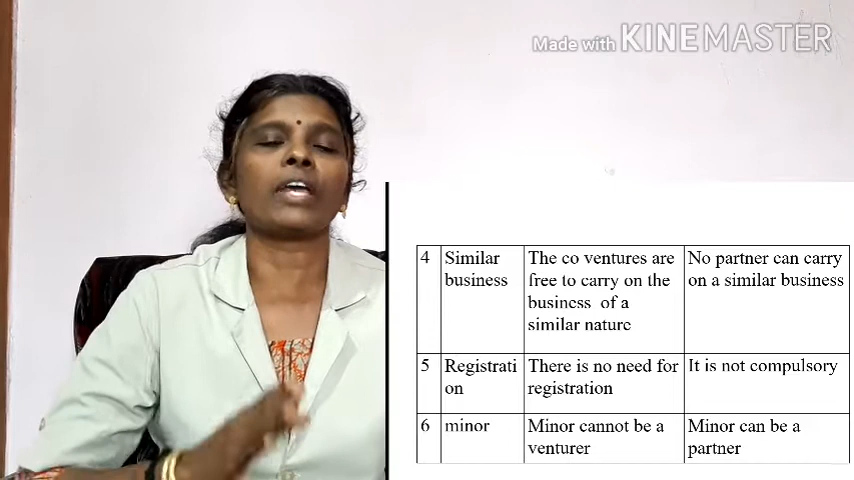 Made with KINEMASTER
4 Similar business The co ventures are free to carry on the business of a similar nature No partner can carry on a similar business
5 Registrati on There is no need for registration It is not compulsory
6 minor Minor cannot be a venturer Minor can be a partner